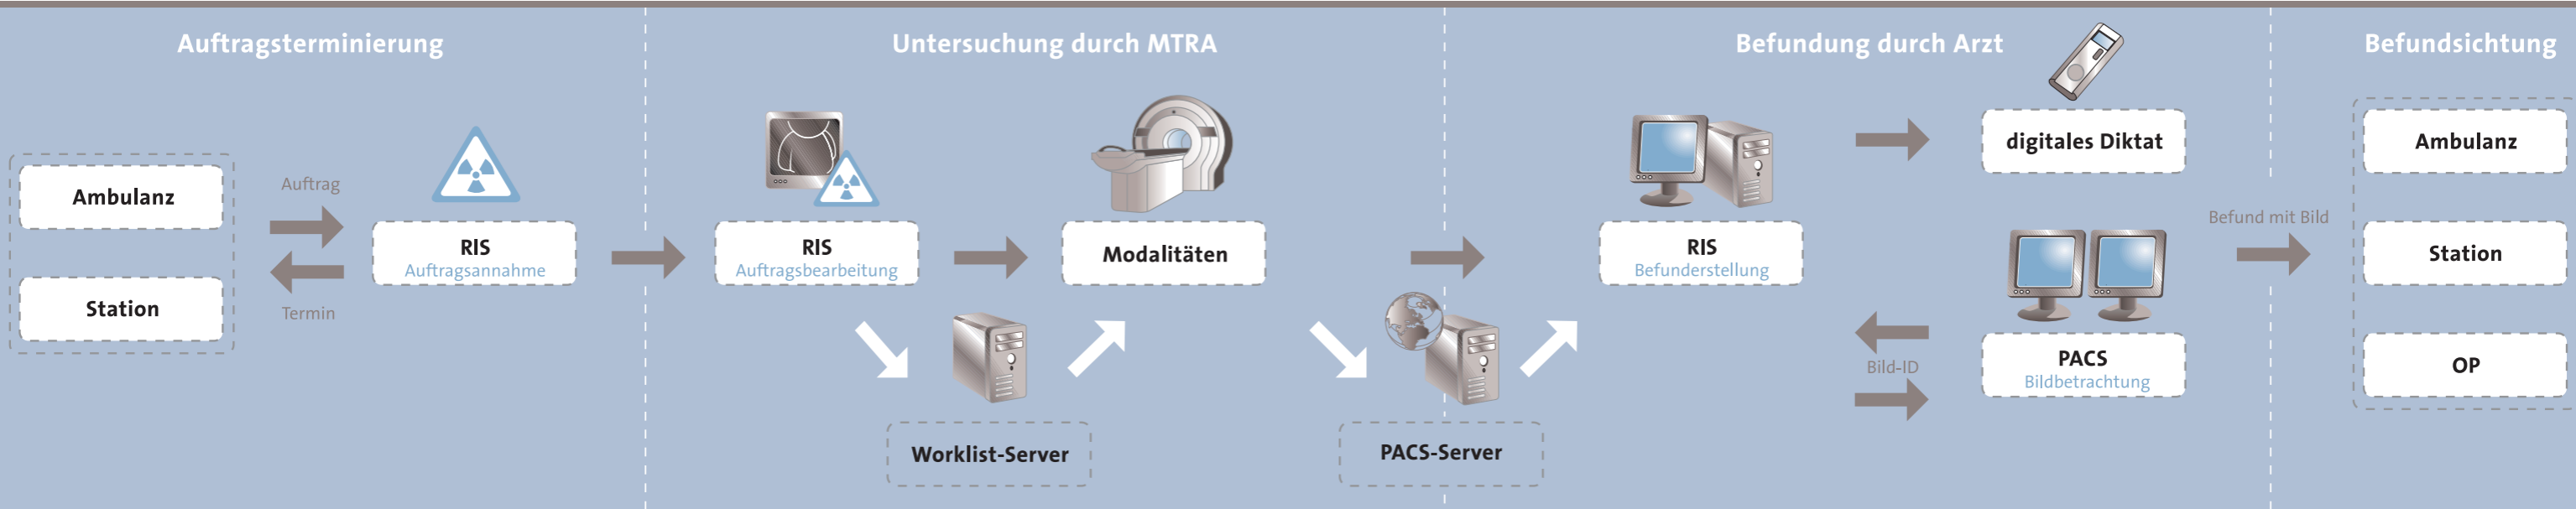 Auftragsterminierung
Ambulanz
Station
Auftrag
Termin
RIS
Auftragsannahme
Untersuchung durch MTRA
RIS
Auftragsbearbeitung
Modalitäten
Worklist-Server
PACS-Server
Befundung durch Arzt
RIS
Befunderstellung
digitales Diktat
Bild-ID
PACS
Bildbetrachtung
Befund mit Bild
Befundsichtung
Ambulanz
Station
OP